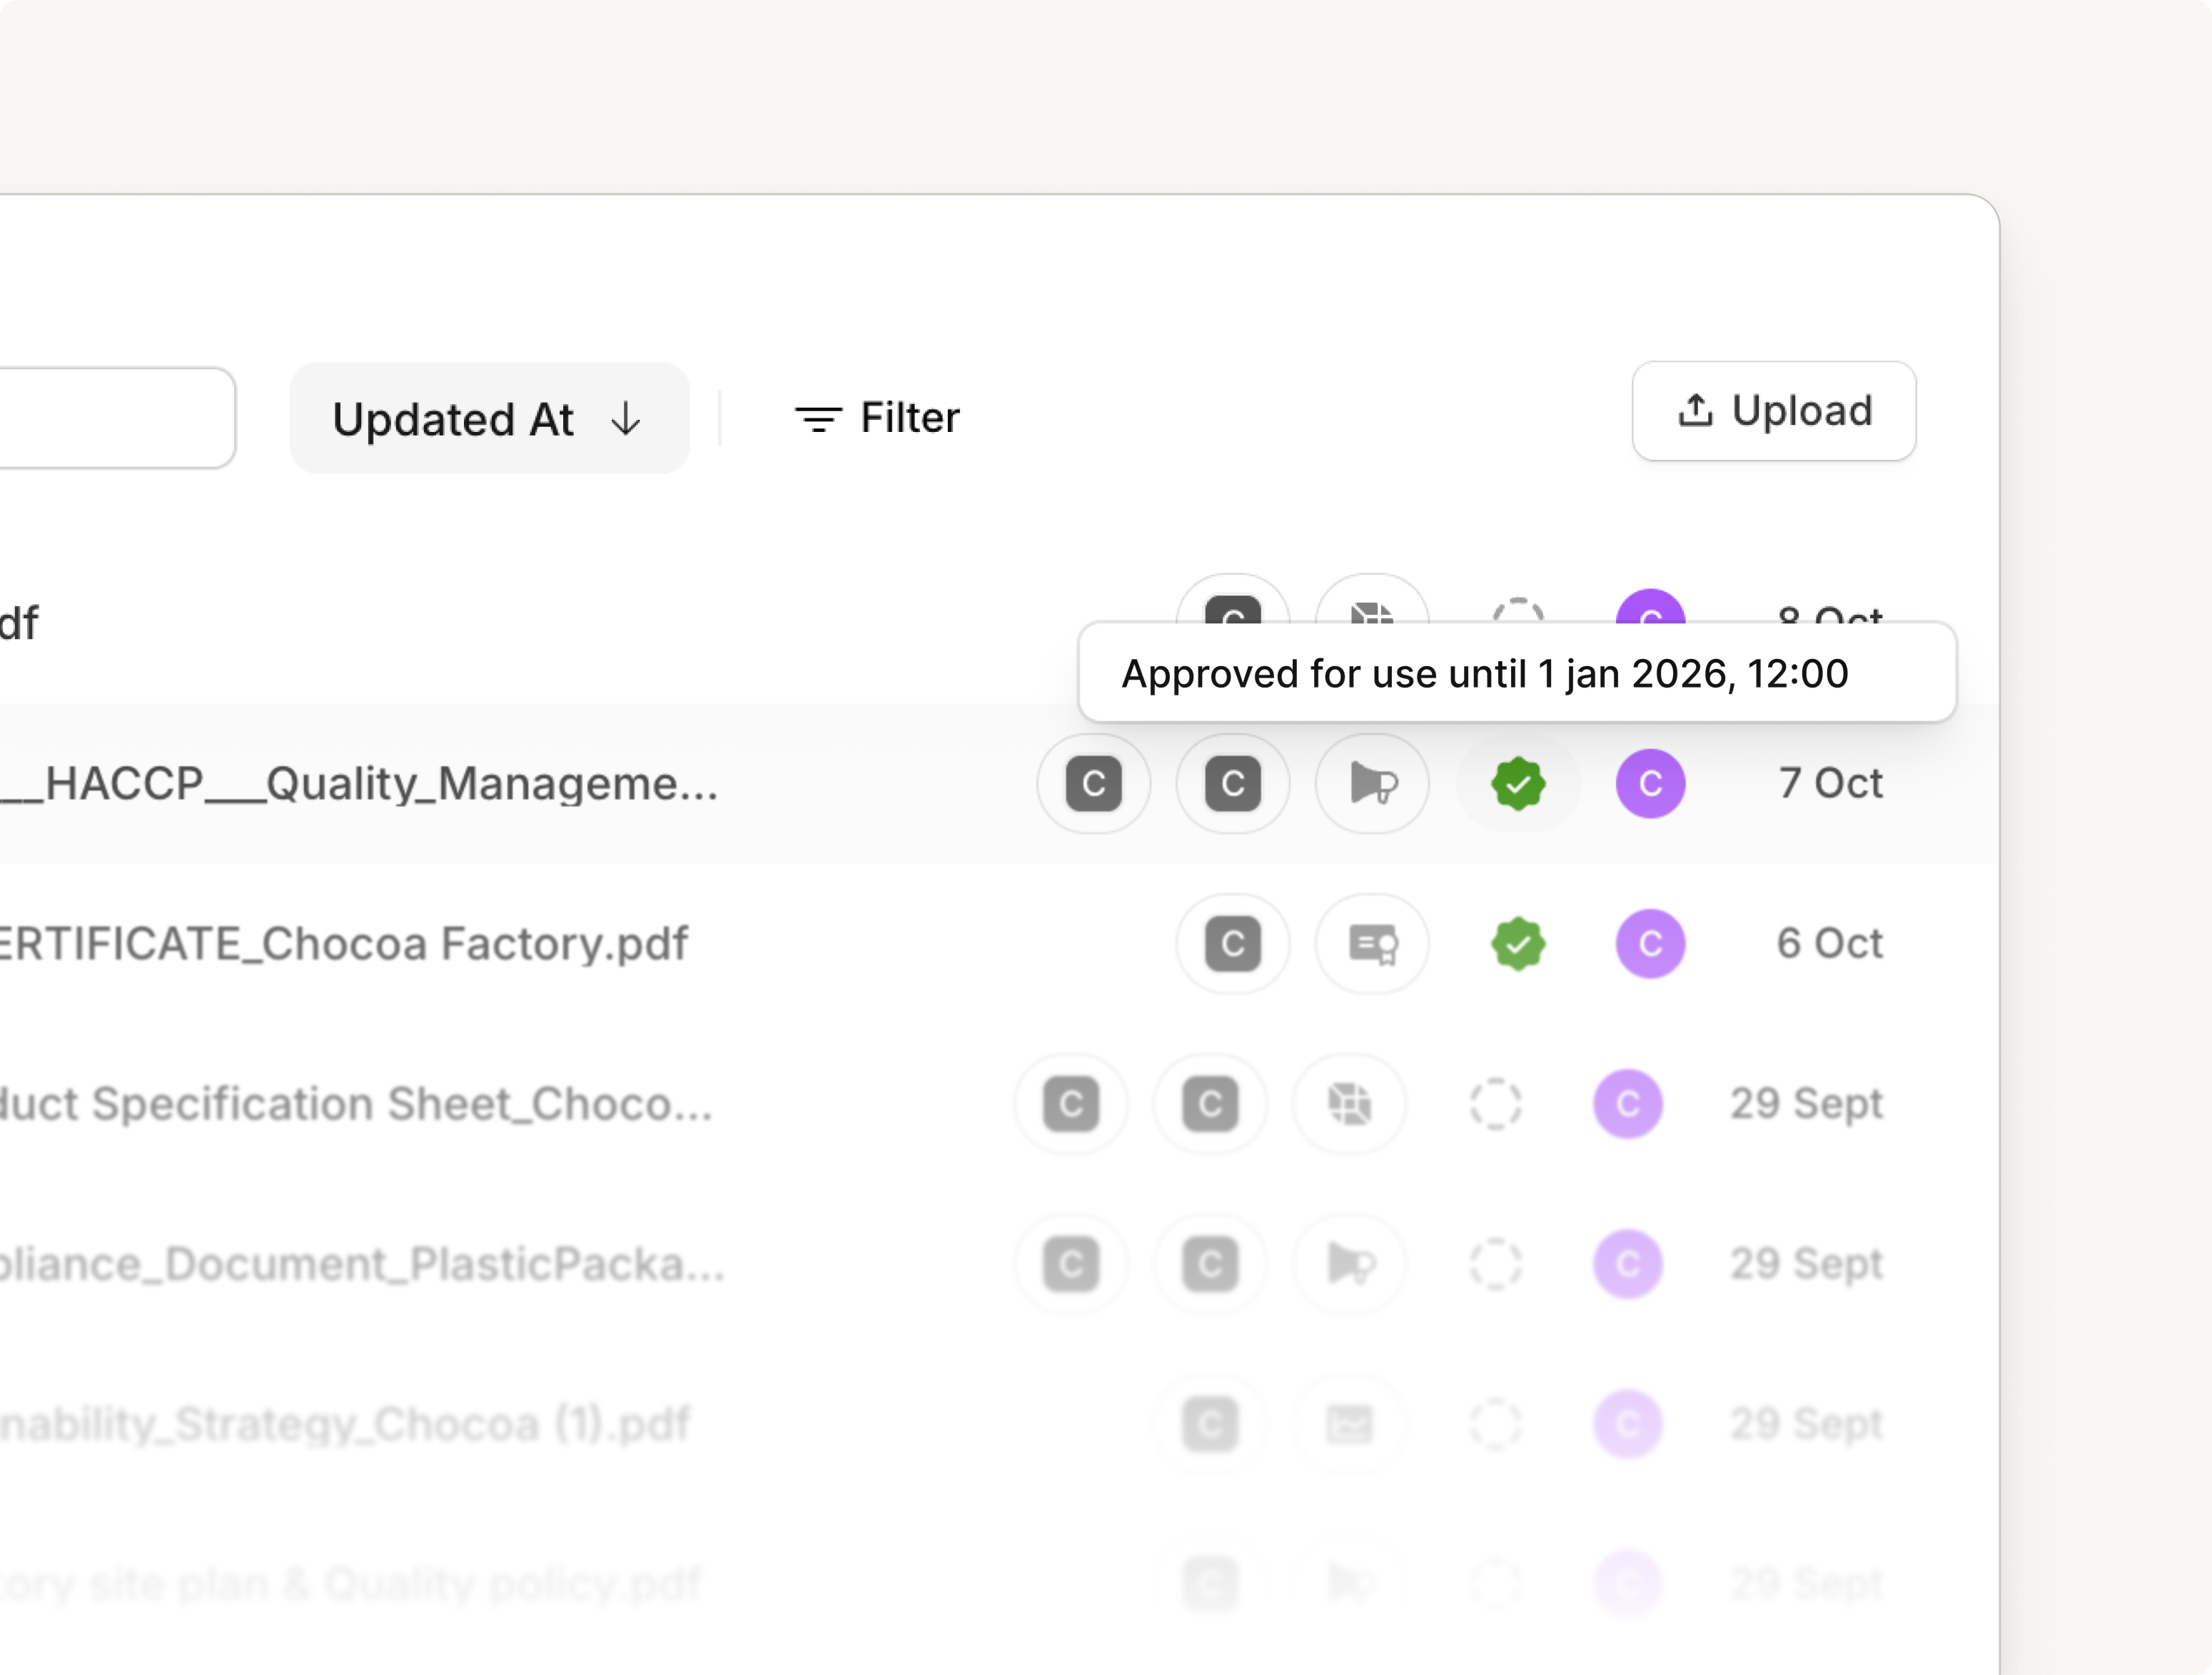 Updated At
Filter
Upload
df
8 Oct
Approved for use until 1 jan 2026, 12:00
___HACCP___Quality_Manageme...
C
C
C
7 Oct
ERTIFICATE_Chocoa Factory.pdf
C
C
6 Oct
duct Specification Sheet_Choco...
C
C
C
29 Sept
pliance_Document_PlasticPacka...
C
C
C
29 Sept
nability_Strategy_Chocoa (1).pdf
C
C
29 Sept
tory site plan & Quality policy.pdf
C
C
29 Sept